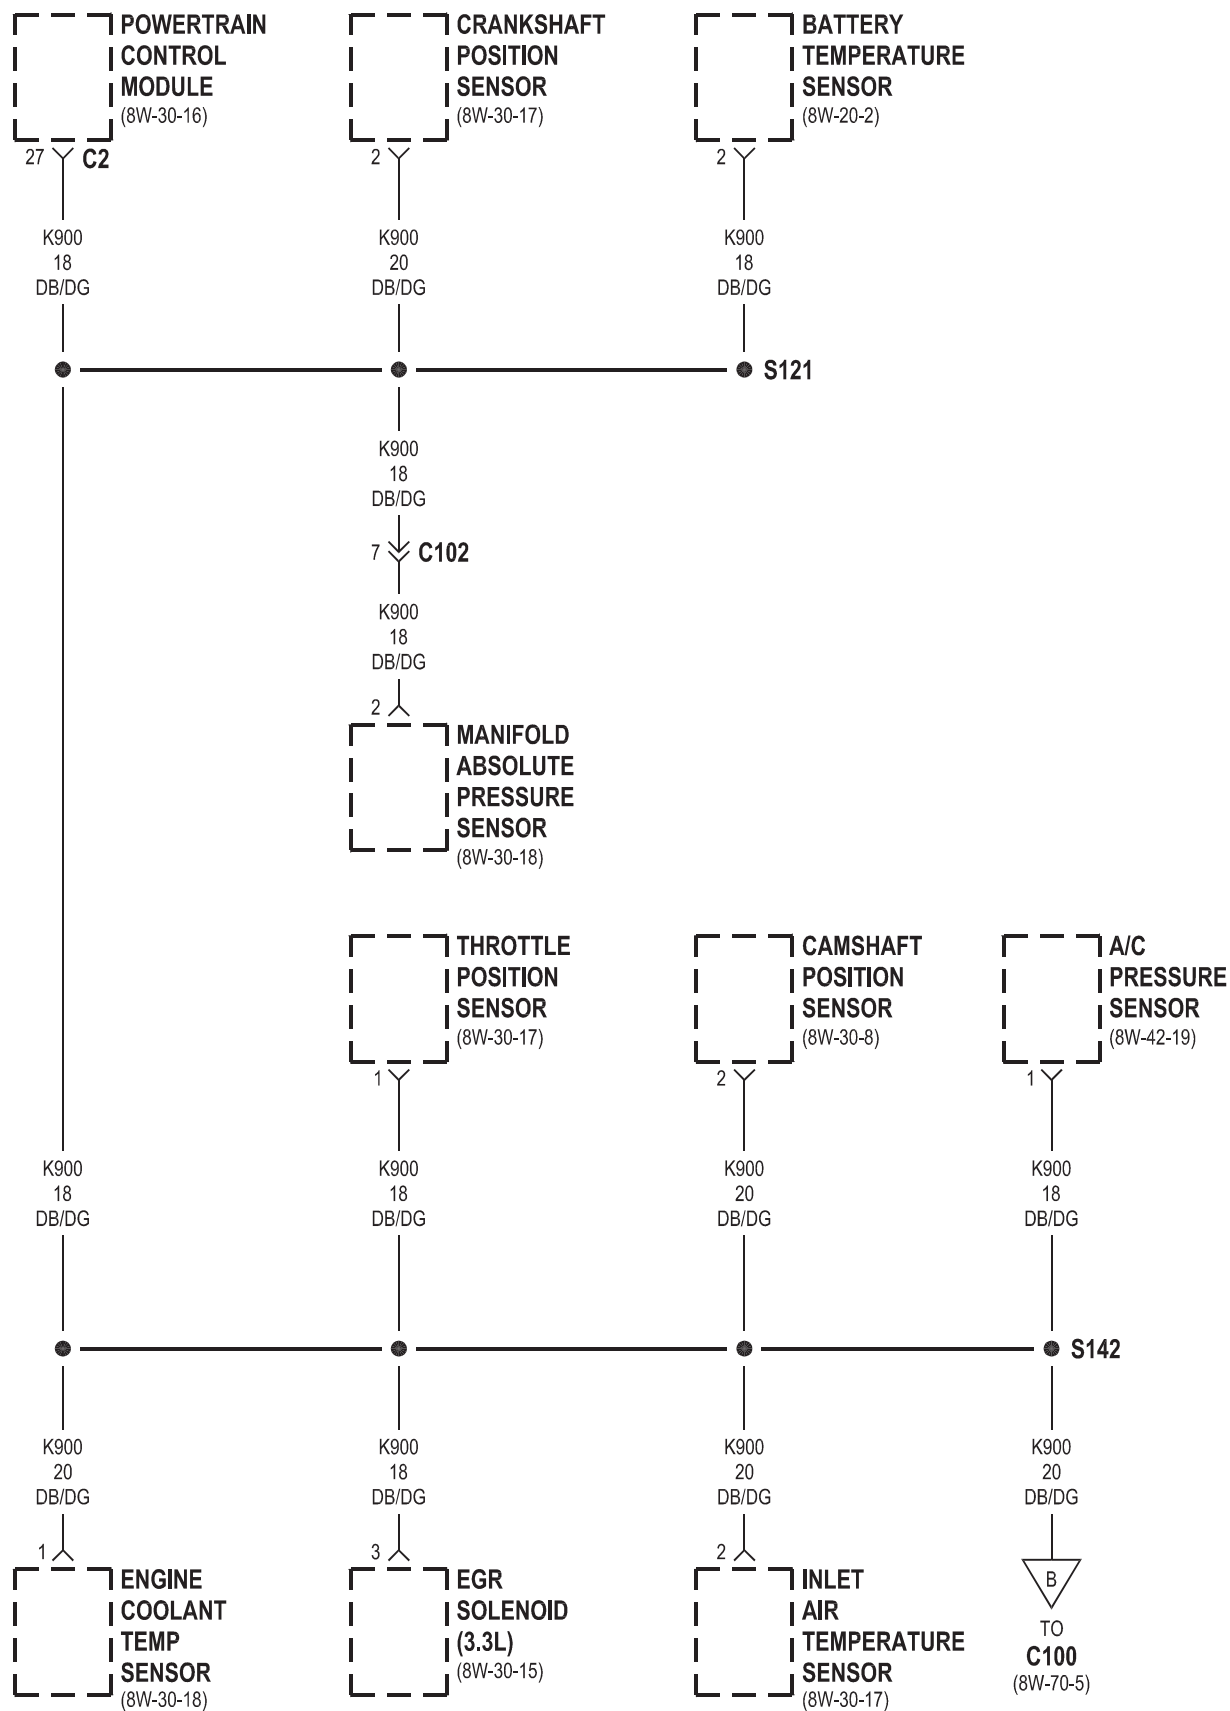 POWERTRAIN
CONTROL
MODULE
(8W-30-16)
CRANKSHAFT
POSITION
SENSOR
(8W-30-17)
BATTERY
TEMPERATURE
SENSOR
(8W-20-2)
27 C2
2
2
K900
18
DB/DG
K900
20
DB/DG
K900
18
DB/DG
S121
K900
18
DB/DG
7 C102
K900
18
DB/DG
2
MANIFOLD
ABSOLUTE
PRESSURE
SENSOR
(8W-30-18)
THROTTLE
POSITION
SENSOR
(8W-30-17)
CAMSHAFT
POSITION
SENSOR
(8W-30-8)
A/C
PRESSURE
SENSOR
(8W-42-19)
1
2
1
K900
18
DB/DG
K900
18
DB/DG
K900
20
DB/DG
K900
18
DB/DG
S142
K900
20
DB/DG
K900
18
DB/DG
K900
20
DB/DG
K900
20
DB/DG
1
ENGINE
COOLANT
TEMP
SENSOR
(8W-30-18)
3
EGR
SOLENOID
(3.3L)
(8W-30-15)
2
INLET
AIR
TEMPERATURE
SENSOR
(8W-30-17)
B
TO
C100
(8W-70-5)